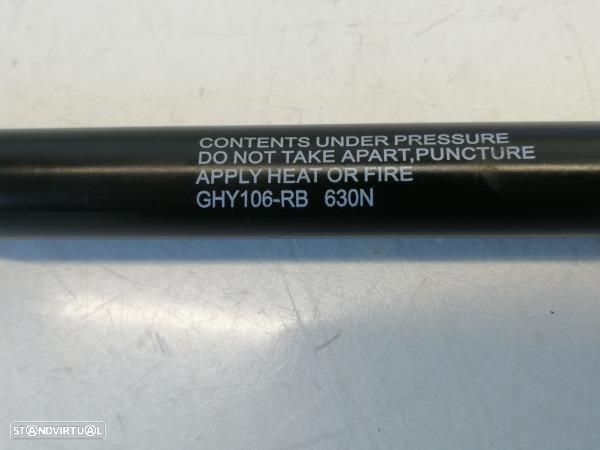 CONTENTS UNDER PRESSURE
DO NOT TAKE APART,PUNCTURE
APPLY HEAT OR FIRE
GHY106-RB 630N
STANDVIRTUAL